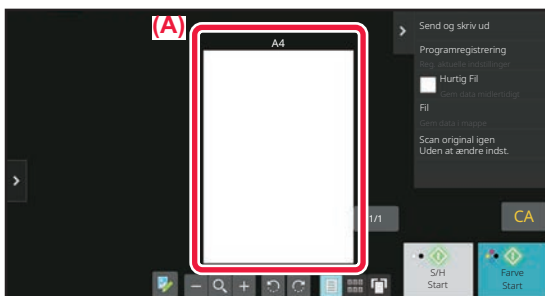 (A)
A4
Send og skriv ud
Programregistrering
Reg. aktuelle indstillinger
Hurtig Fil
Gem data midlertidigt
Fil
Gem data i mappe
Scan original igen
Uden at ændre indst.
1/1
CA
S/H
Start
Farve
Start